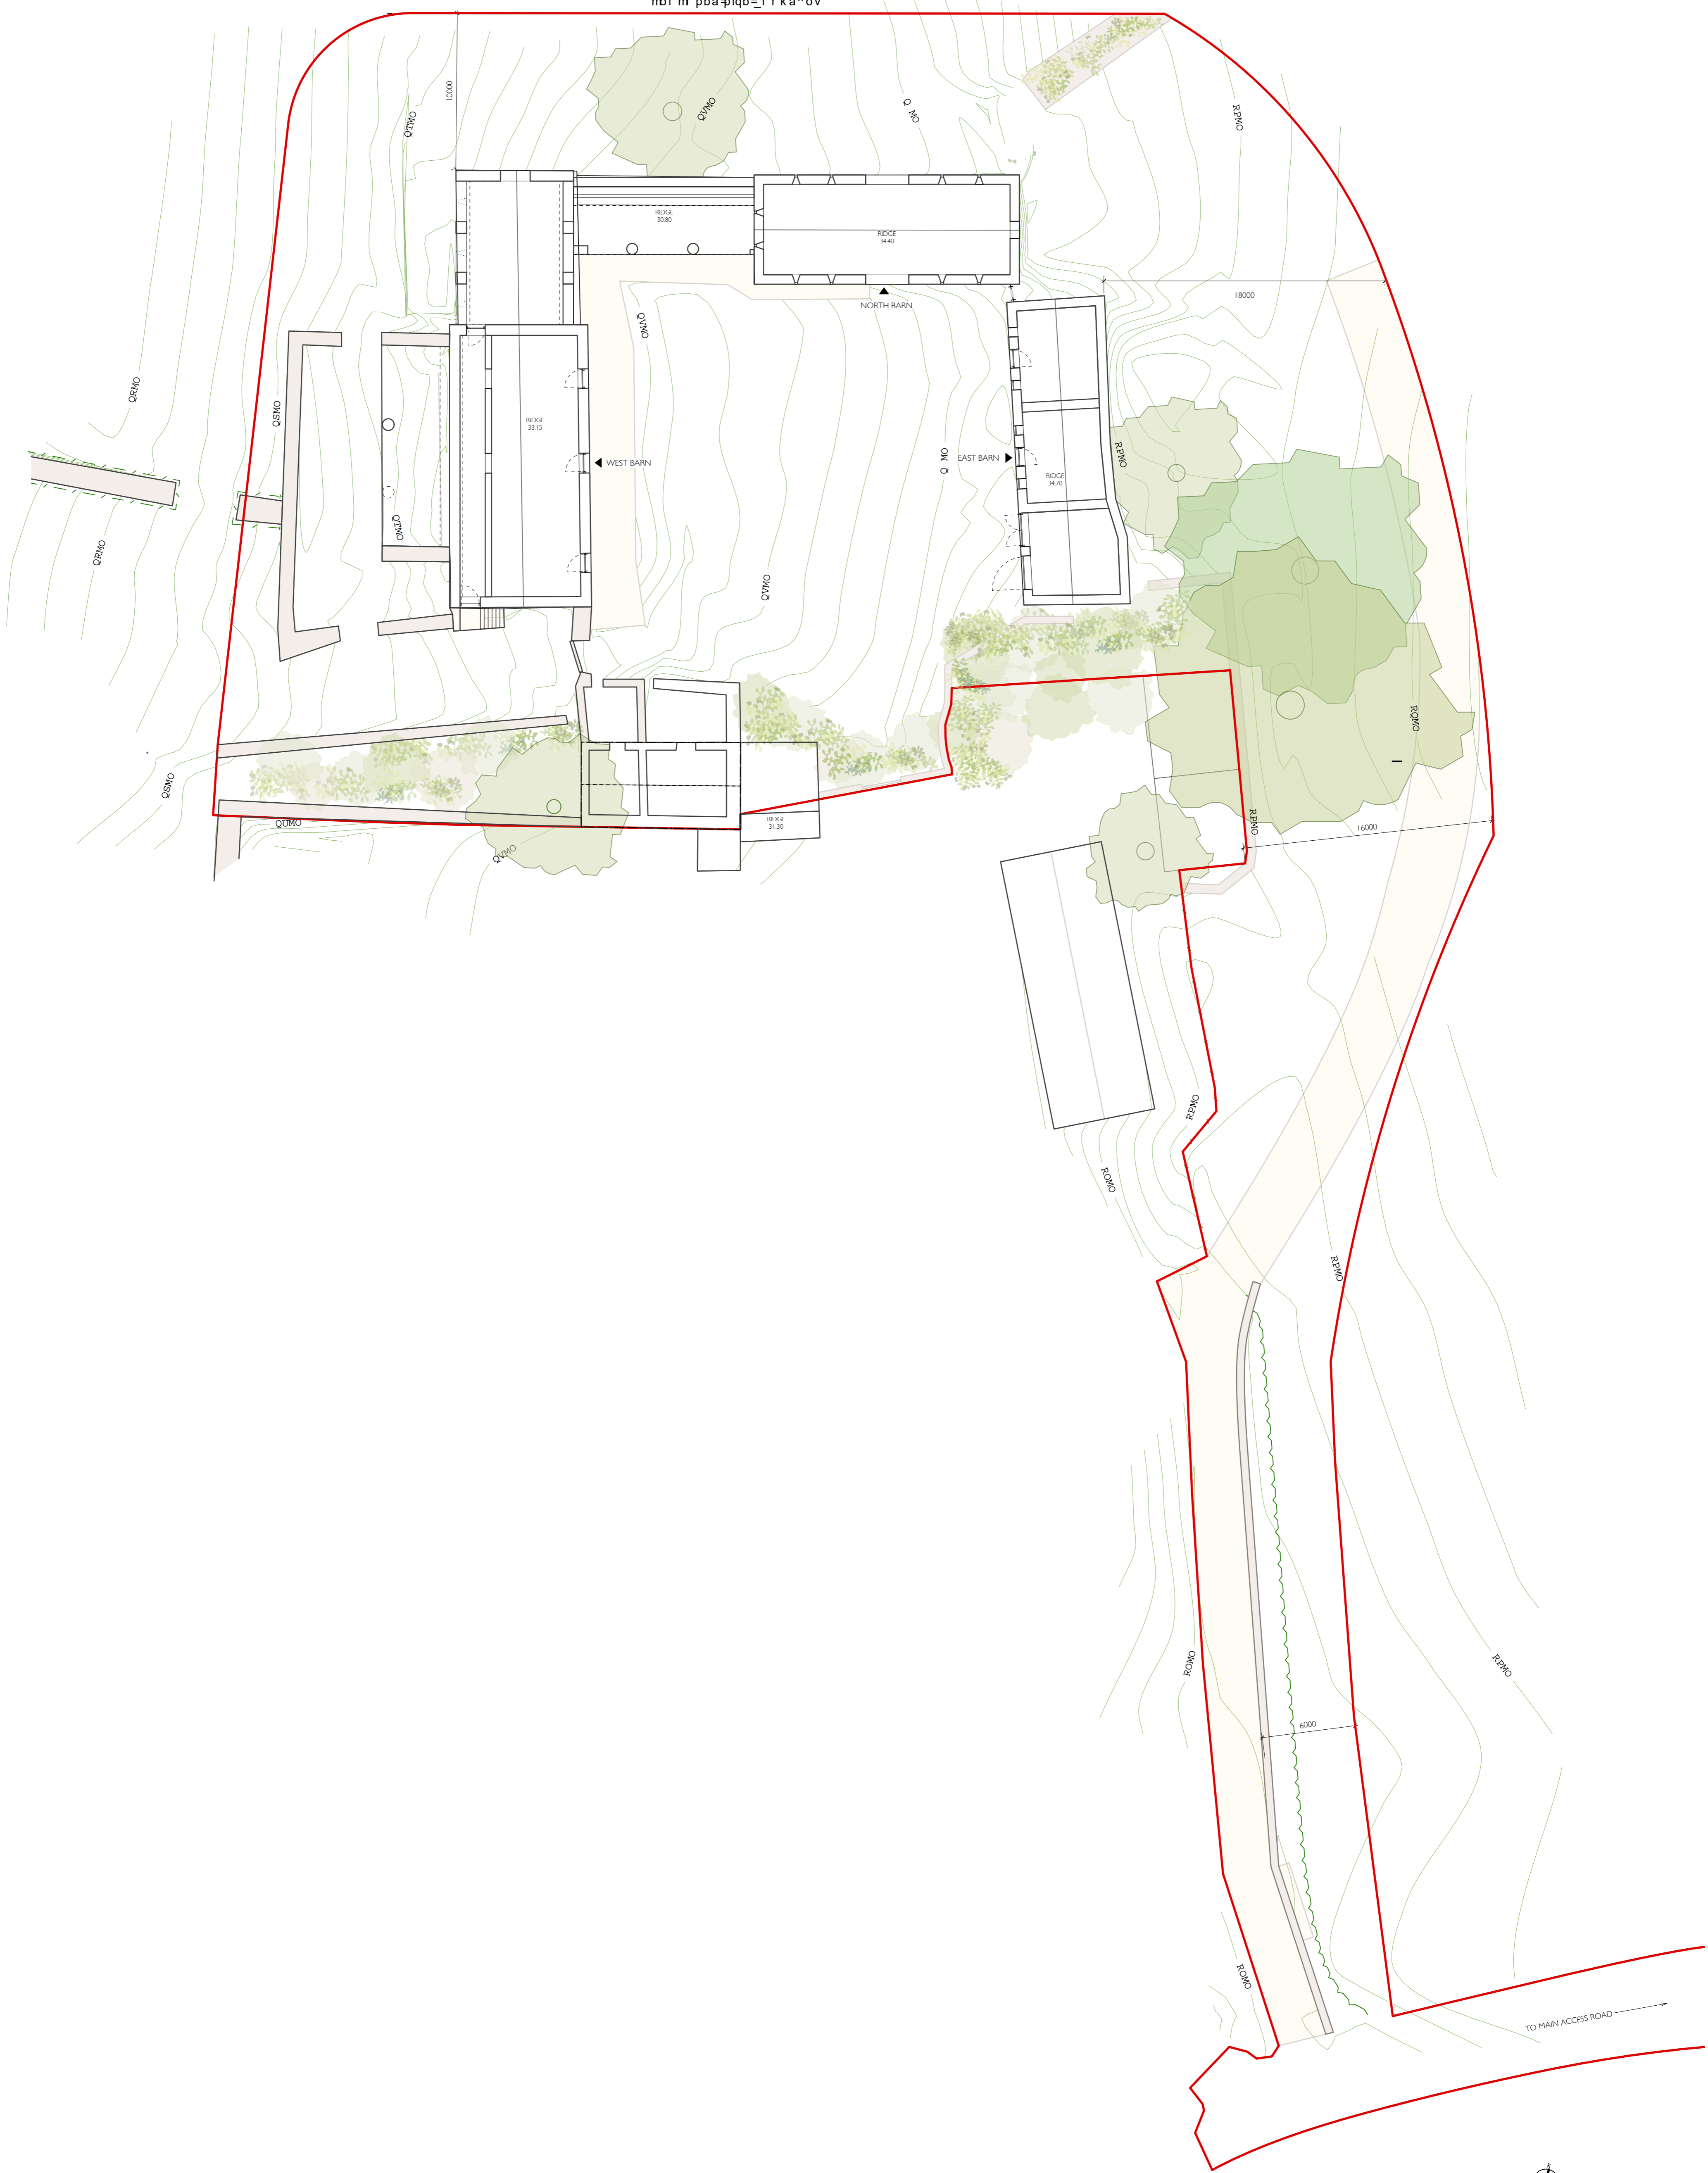 10000
QTMO
QVMO
Q MO
RPMO
RIDGE
30.80
RIDGE
34.40
NORTH BARN
18000
QVMO
QRMO
QSMO
RIDGE
33.15
WEST BARN
Q MO
EAST BARN
RIDGE
34.70
RPMO
QTMO
QRMO
QVMO
RQMO
QSMO
QUMO
QVMO
RIDGE
31.30
RPMO
16000
RPMO
ROMO
RPMO
ROMO
RPMO
6000
ROMO
TO MAIN ACCESS ROAD